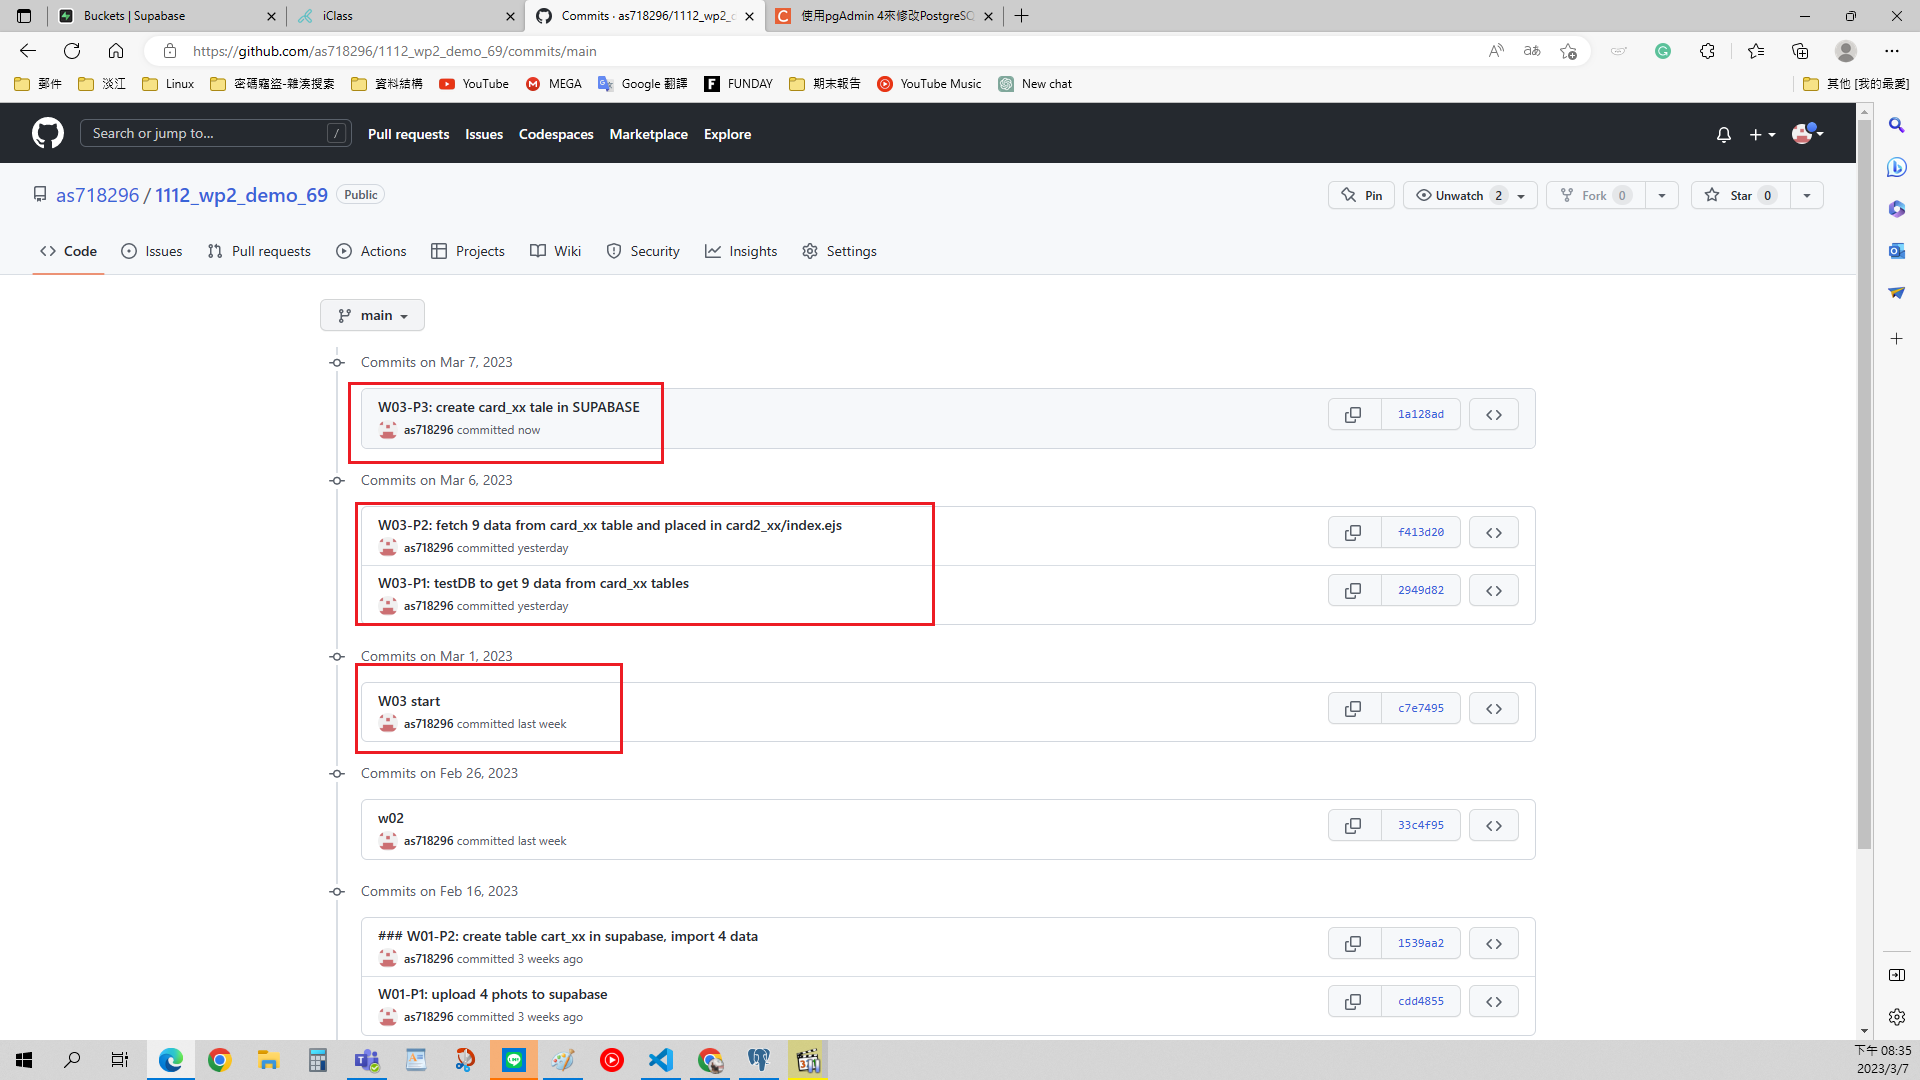 Buckets | Supabase
iClass
Commits · as718296/1112_wp2_d
使用pgAdmin 4來修改PostgreSQ
https://github.com/as718296/1112_wp2_demo_69/commits/main
郵件
淡江
Linux
密碼竊盜-雜湊搜索
資料結構
YouTube
MEGA
Google 翻譯
FUNDAY
期末報告
YouTube Music
New chat
其他 [我的最愛]
Search or jump to...
/
Pull requests
Issues
Codespaces
Marketplace
Explore
as718296 / 1112_wp2_demo_69
Public
Pin
Unwatch 2
Fork 0
Star 0
Code
Issues
Pull requests
Actions
Projects
Wiki
Security
Insights
Settings
main
Commits on Mar 7, 2023
W03-P3: create card_xx tale in SUPABASE
as718296 committed now
1a128ad
Commits on Mar 6, 2023
W03-P2: fetch 9 data from card_xx table and placed in card2_xx/index.ejs
as718296 committed yesterday
f413d20
W03-P1: testDB to get 9 data from card_xx tables
as718296 committed yesterday
2949d82
Commits on Mar 1, 2023
W03 start
as718296 committed last week
c7e7495
Commits on Feb 26, 2023
w02
as718296 committed last week
33c4f95
Commits on Feb 16, 2023
### W01-P2: create table cart_xx in supabase, import 4 data
as718296 committed 3 weeks ago
1539aa2
W01-P1: upload 4 phots to supabase
as718296 committed 3 weeks ago
cdd4855
下午 08:35
2023/3/7